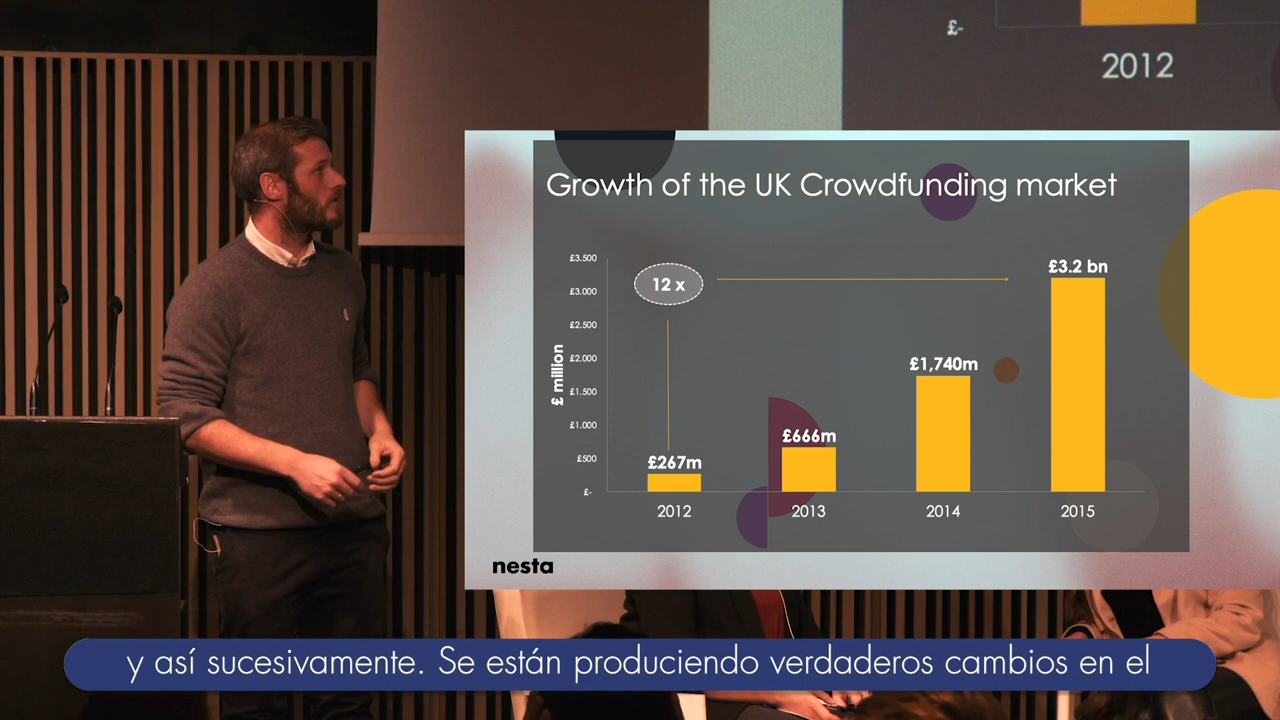 £-
2012
Growth of the UK Crowdfunding market
£ million
£3.500
£3.000
£2.500
£2.000
£1.500
£1.000
£500
£-
12 x
£267m
£666m
£1,740m
£3.2 bn
2012
2013
2014
2015
nesta
y así sucesivamente. Se están produciendo verdaderos cambios en el